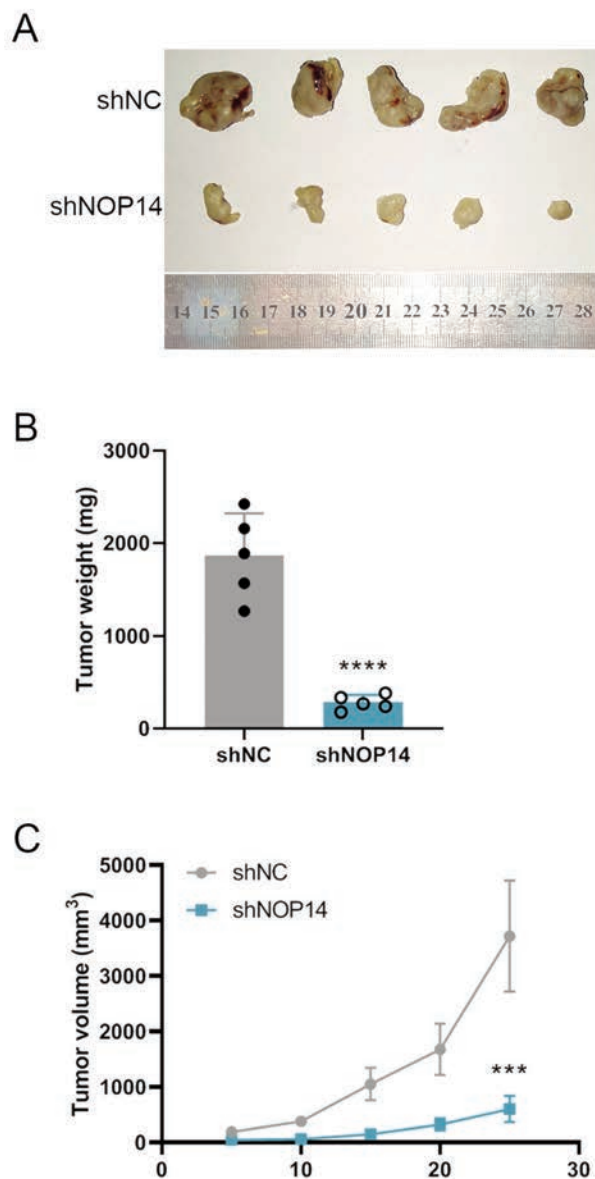 A
shNC
shNOP14
14 15 16 17 18 19 20 21 22 23 24 25 26 27 28
B
3000
2000
1000
0
Tumor weight (mg)
****
shNC shNOP14
C
5000
4000
3000
2000
1000
0
Tumor volume (mm³)
shNC
shNOP14
***
0 10 20 30